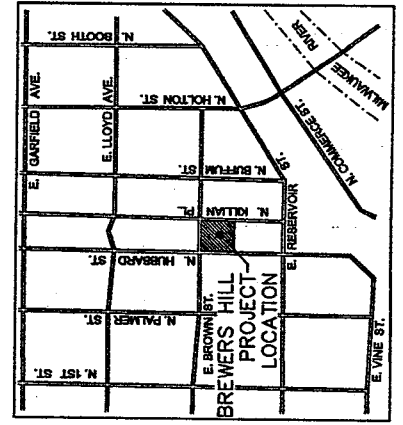 N. BOOTH ST.
E. GARFIELD AVE.
E. LLOYD AVE.
N. HOLTON ST.
N. BUFFUM ST.
N. KILIAN PL.
N. HUBBARD ST.
N. PALMER ST.
N. 1ST ST.
E. BROWN ST.
E. RESERVOIR ST.
E. VINE ST.
N. COMMERCE ST.
MILWAUKEE
RIVER
BREWERS HILL
PROJECT
LOCATION